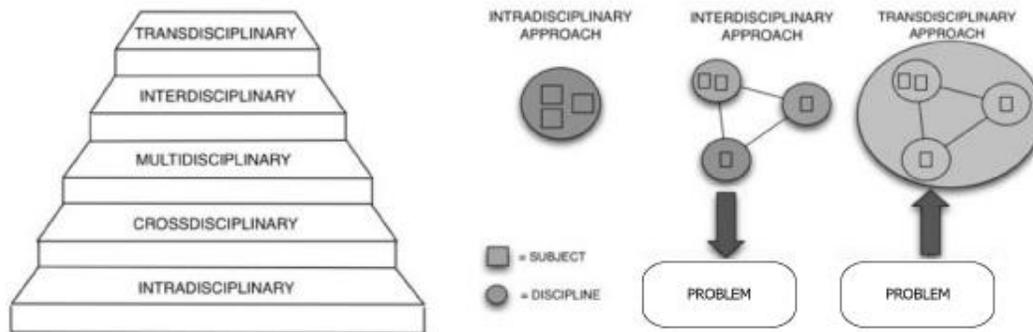 TRANSDISCIPLINARY
INTERDISCIPLINARY
MULTIDISCIPLINARY
CROSSDISCIPLINARY
INTRADISCIPLINARY
INTRADISCIPLINARY
APPROACH
= SUBJECT
= DISCIPLINE
INTERDISCIPLINARY
APPROACH
PROBLEM
TRANSDISCIPLINARY
APPROACH
PROBLEM